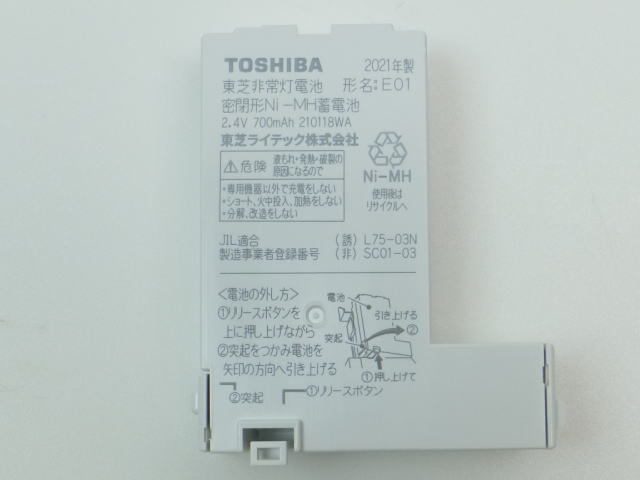 TOSHIBA 2021年製
東芝非常灯電池 形名:E01
密閉形Ni-MH蓄電池
2.4V 700mAh 210118WA
東芝ライテック株式会社
⚠危険 液もれ・発熱・破裂の
原因になるので
・専用機器以外で充電をしない
・ショート、火中投入、加熱をしない
・分解、改造をしない
Ni-MH
使用後は
リサイクルへ
JIL適合 (誘) L75-03N
製造事業者登録番号 (非) SC01-03
<電池の外し方>
①リリースボタンを
上に押し上げながら
②突起をつかみ電池を
矢印の方向へ引き上げる
電池
引き上げる
②
突起
①押し上げて
②突起
①リリースボタン